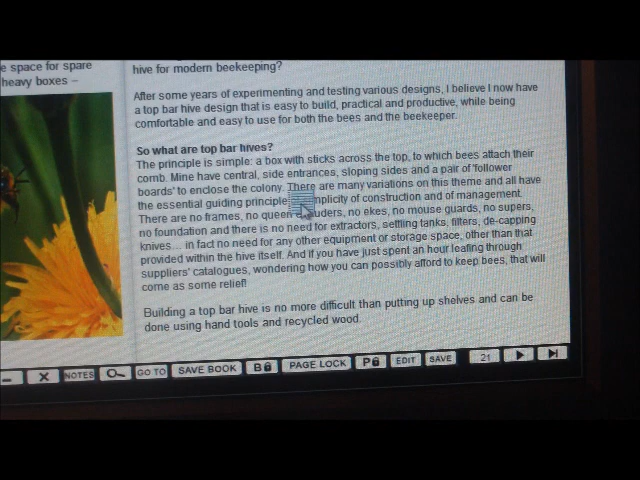 e space for spare
heavy boxes –
hive for modern beekeeping?
After some years of experimenting and testing various designs, I believe I now have
a top bar hive design that is easy to build, practical and productive, while being
comfortable and easy to use for both the bees and the beekeeper.
So what are top bar hives?
The principle is simple: a box with sticks across the top, to which bees attach their
comb. Mine have central, side entrances, sloping sides and a pair of 'follower
boards' to enclose the colony. There are many variations on this theme and all have
the essential guiding principle mplicity of construction and of management.
There are no frames, no queen luders, no ekes, no mouse guards, no supers,
no foundation and there is no need for extractors, settling tanks, filters, de-capping
knives… in fact no need for any other equipment or storage space, other than that
provided within the hive itself. And if you have just spent an hour leafing through
suppliers' catalogues, wondering how you can possibly afford to keep bees, that will
come as some relief!
Building a top bar hive is no more difficult than putting up shelves and can be
done using hand tools and recycled wood.
X NOTES GO TO SAVE BOOK B PAGE LOCK P EDIT SAVE 21